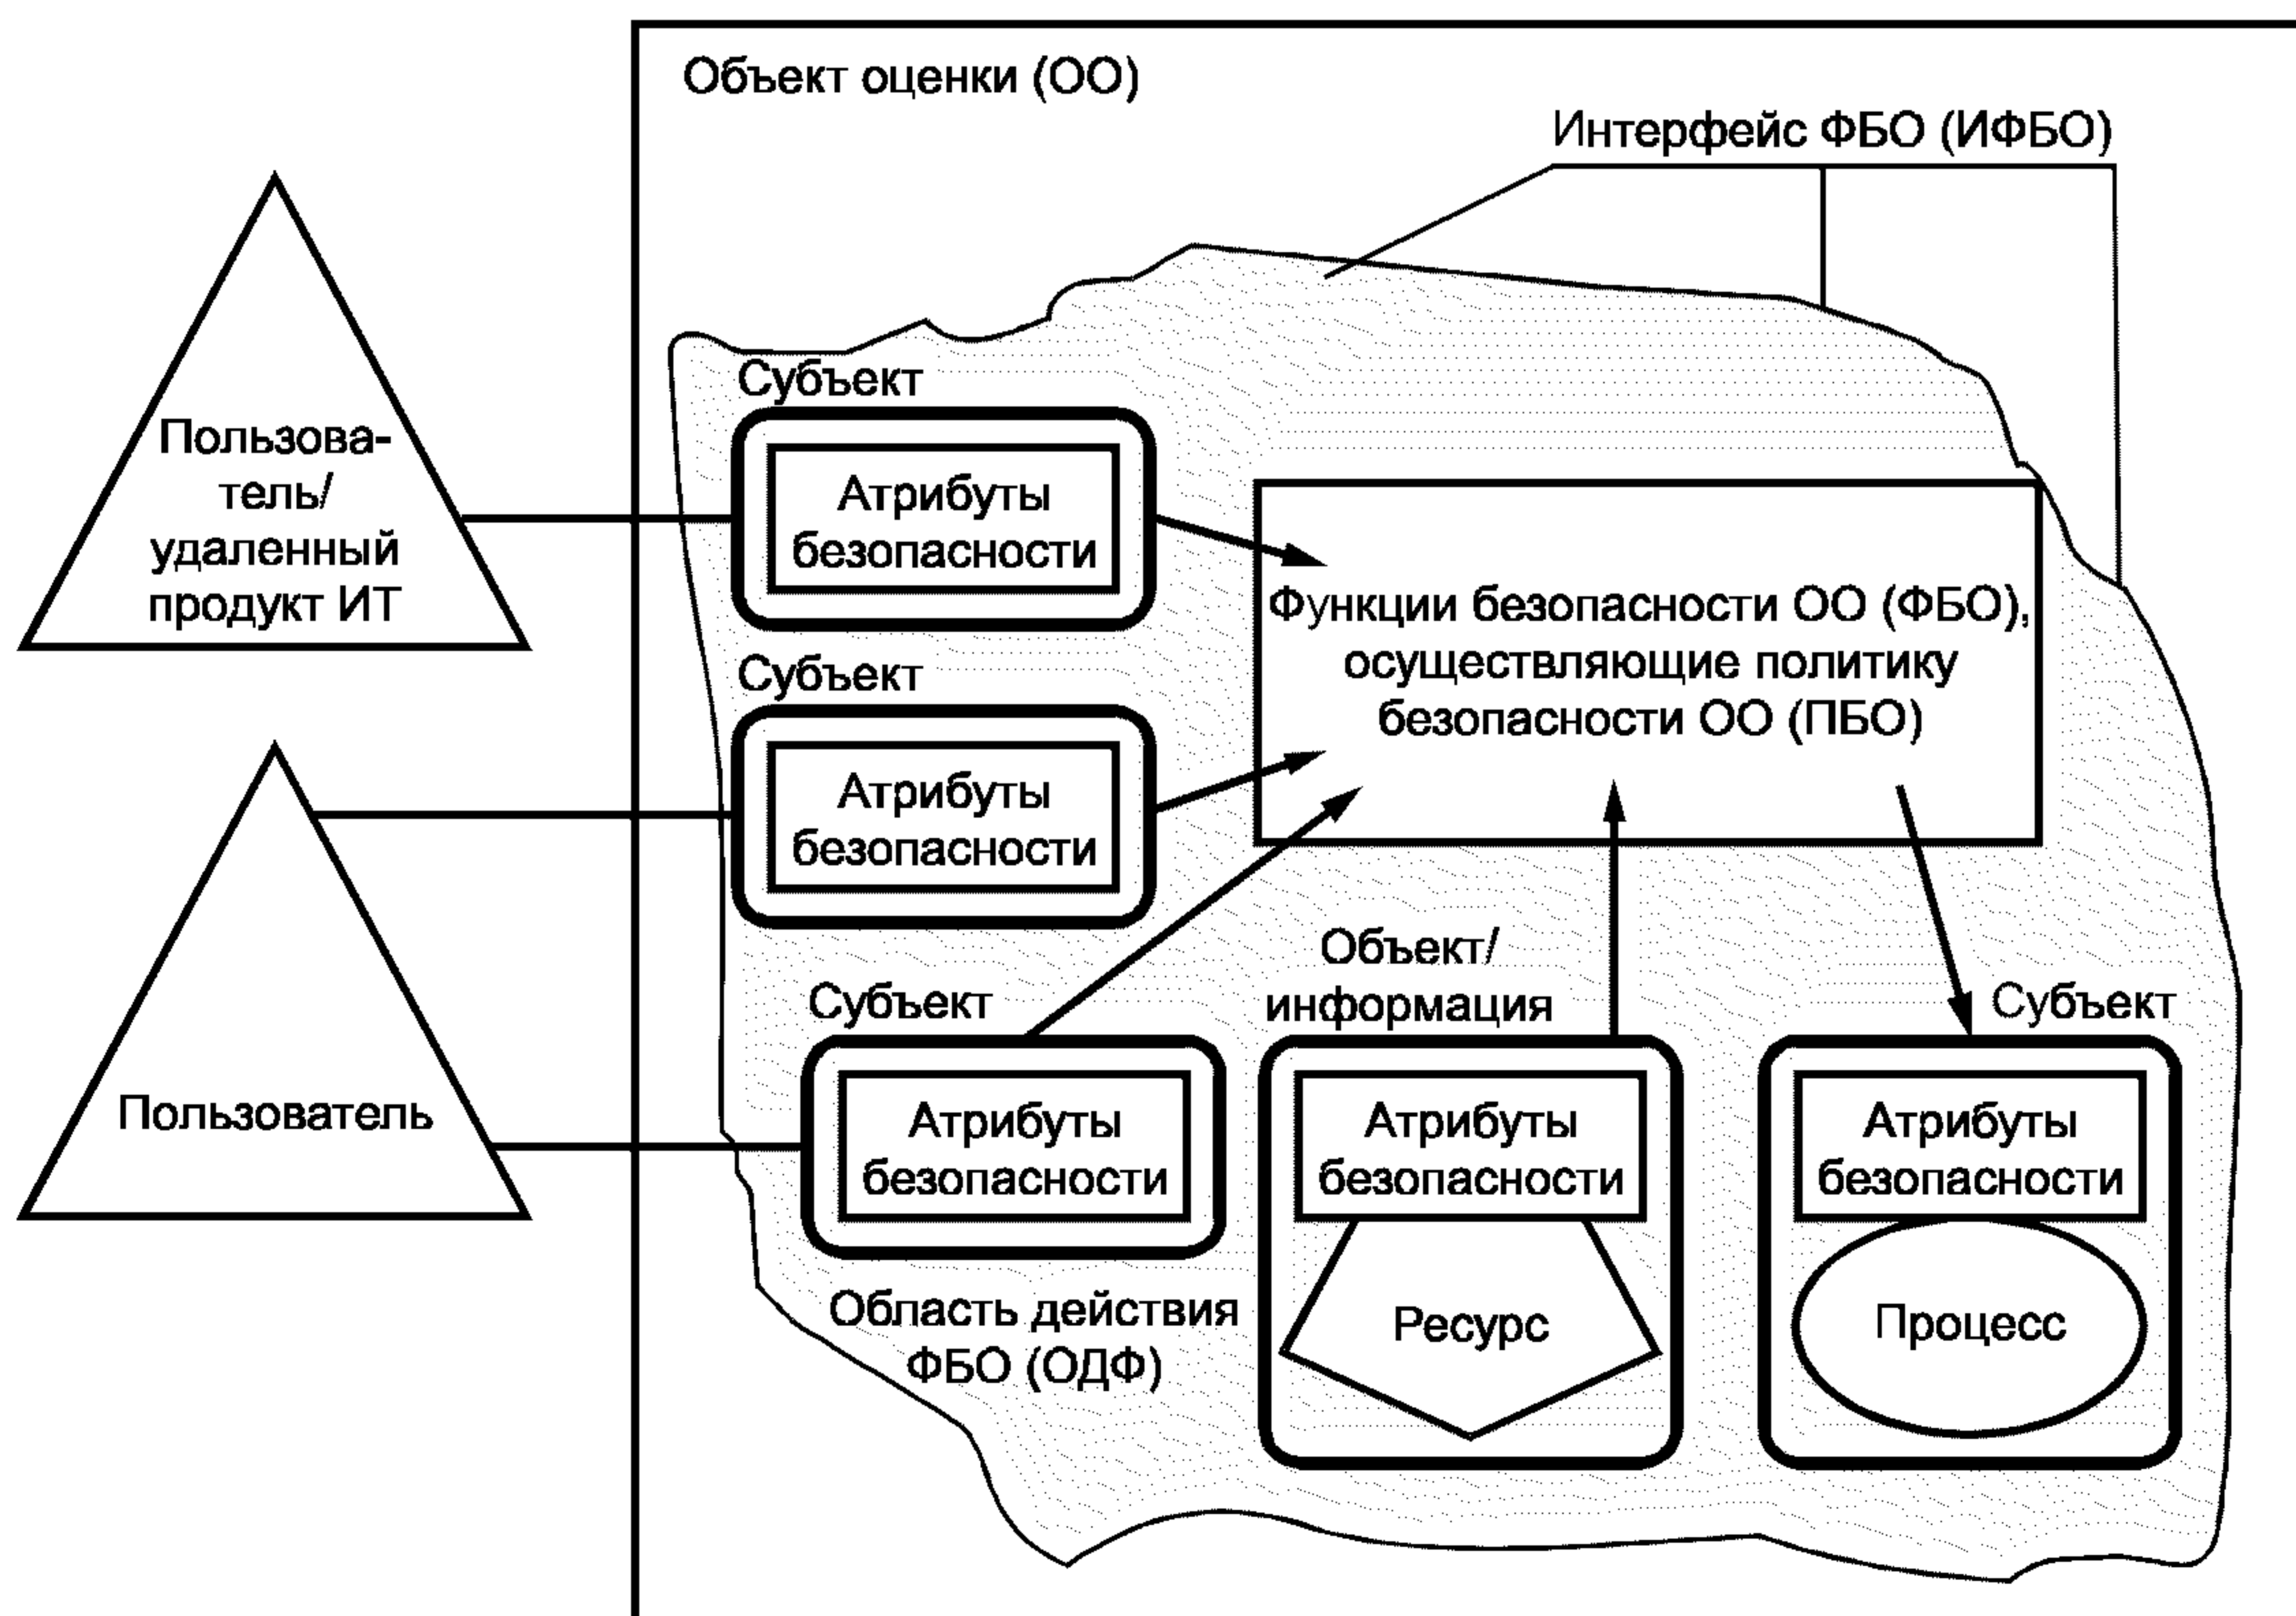 Объект оценки (ОО)
Интерфейс ФБО (ИФБО)
Пользова-
тель/
удаленный
продукт ИТ
Субъект
Атрибуты
безопасности
Функции безопасности ОО (ФБО),
осуществляющие политику
безопасности ОО (ПБО)
Субъект
Атрибуты
безопасности
Пользователь
Субъект
Атрибуты
безопасности
Объект/
информация
Атрибуты
безопасности
Ресурс
Субъект
Атрибуты
безопасности
Процесс
Область действия
ФБО (ОДФ)